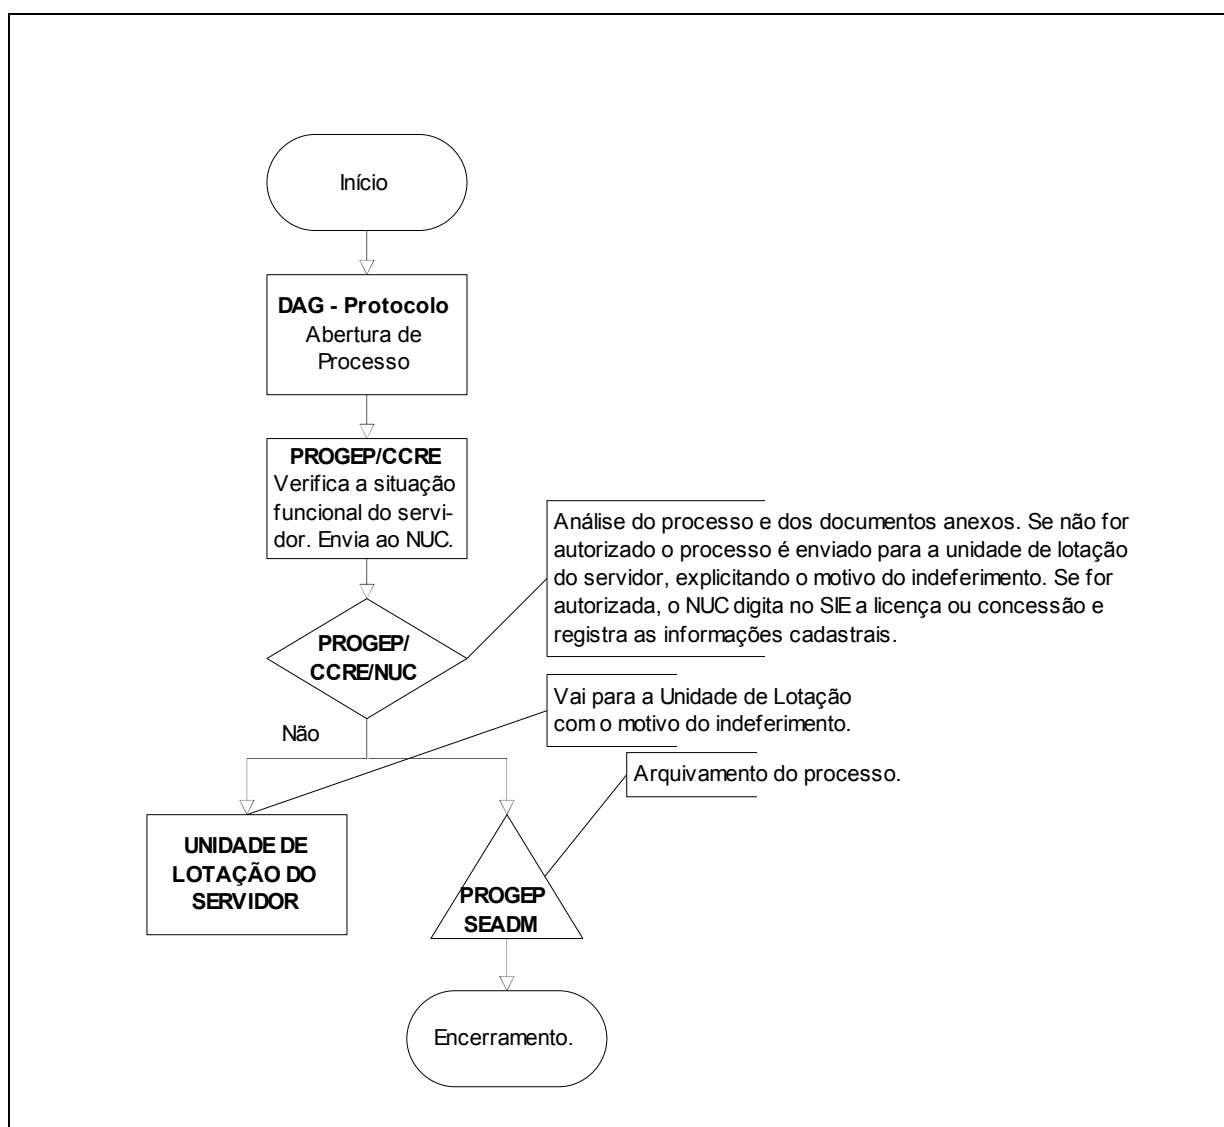 Início
DAG - Protocolo
Abertura de
Processo
PROGEP/CCRE
Verifica a situação
funcional do servi-
dor. Envia ao NUC.
Análise do processo e dos documentos anexos. Se não for
autorizado o processo é enviado para a unidade de lotação
do servidor, explicitando o motivo do indeferimento. Se for
autorizada, o NUC digita no SIE a licença ou concessão e
registra as informações cadastrais.
PROGEP/
CCRE/NUC
Vai para a Unidade de Lotação
com o motivo do indeferimento.
Não
Arquivamento do processo.
UNIDADE DE
LOTAÇÃO DO
SERVIDOR
PROGEP
SEADM
Encerramento.